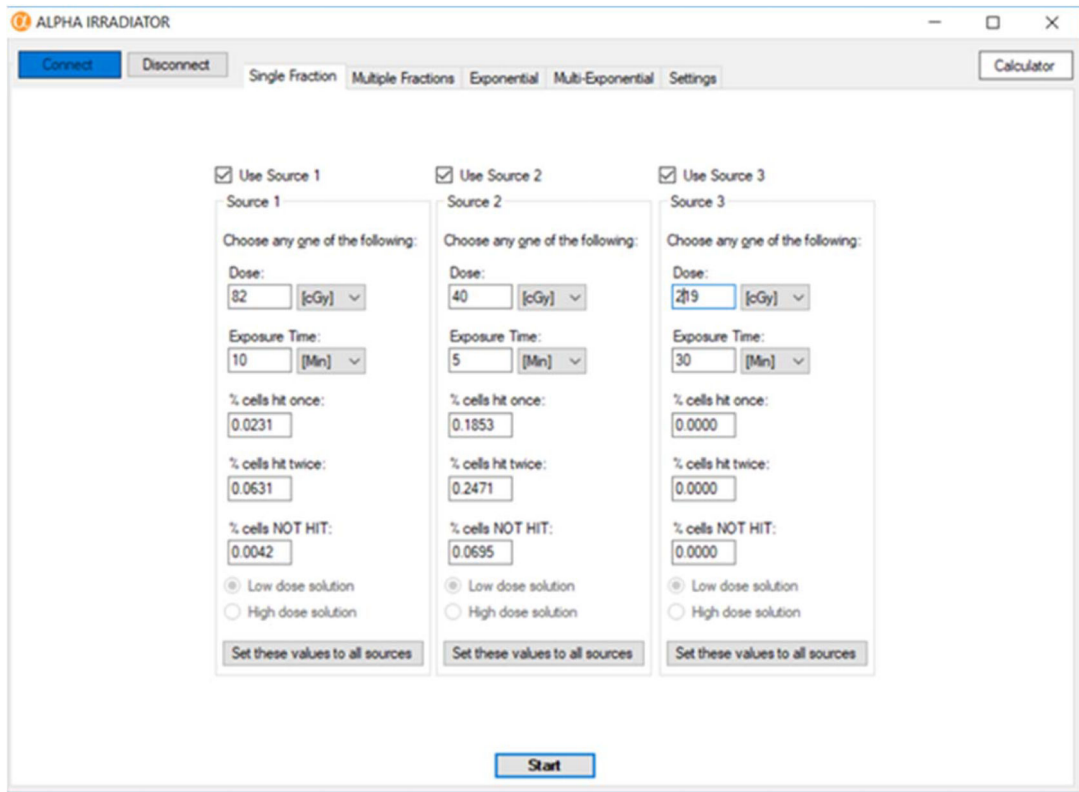 α ALPHA IRRADIATOR
Connect Disconnect Single Fraction Multiple Fractions Exponential Multi-Exponential Settings Calculator
Use Source 1 Use Source 2 Use Source 3
Source 1 Source 2 Source 3
Choose any one of the following: Choose any one of the following: Choose any one of the following:
Dose: Dose: Dose:
82 [cGy] 40 [cGy] 219 [cGy]
Exposure Time: Exposure Time: Exposure Time:
10 [Min] 5 [Min] 30 [Min]
% cells hit once: % cells hit once: % cells hit once:
0.0231 0.1853 0.0000
% cells hit twice: % cells hit twice: % cells hit twice:
0.0631 0.2471 0.0000
% cells NOT HIT: % cells NOT HIT: % cells NOT HIT:
0.0042 0.0695 0.0000
Low dose solution Low dose solution Low dose solution
High dose solution High dose solution High dose solution
Set these values to all sources Set these values to all sources Set these values to all sources
Start